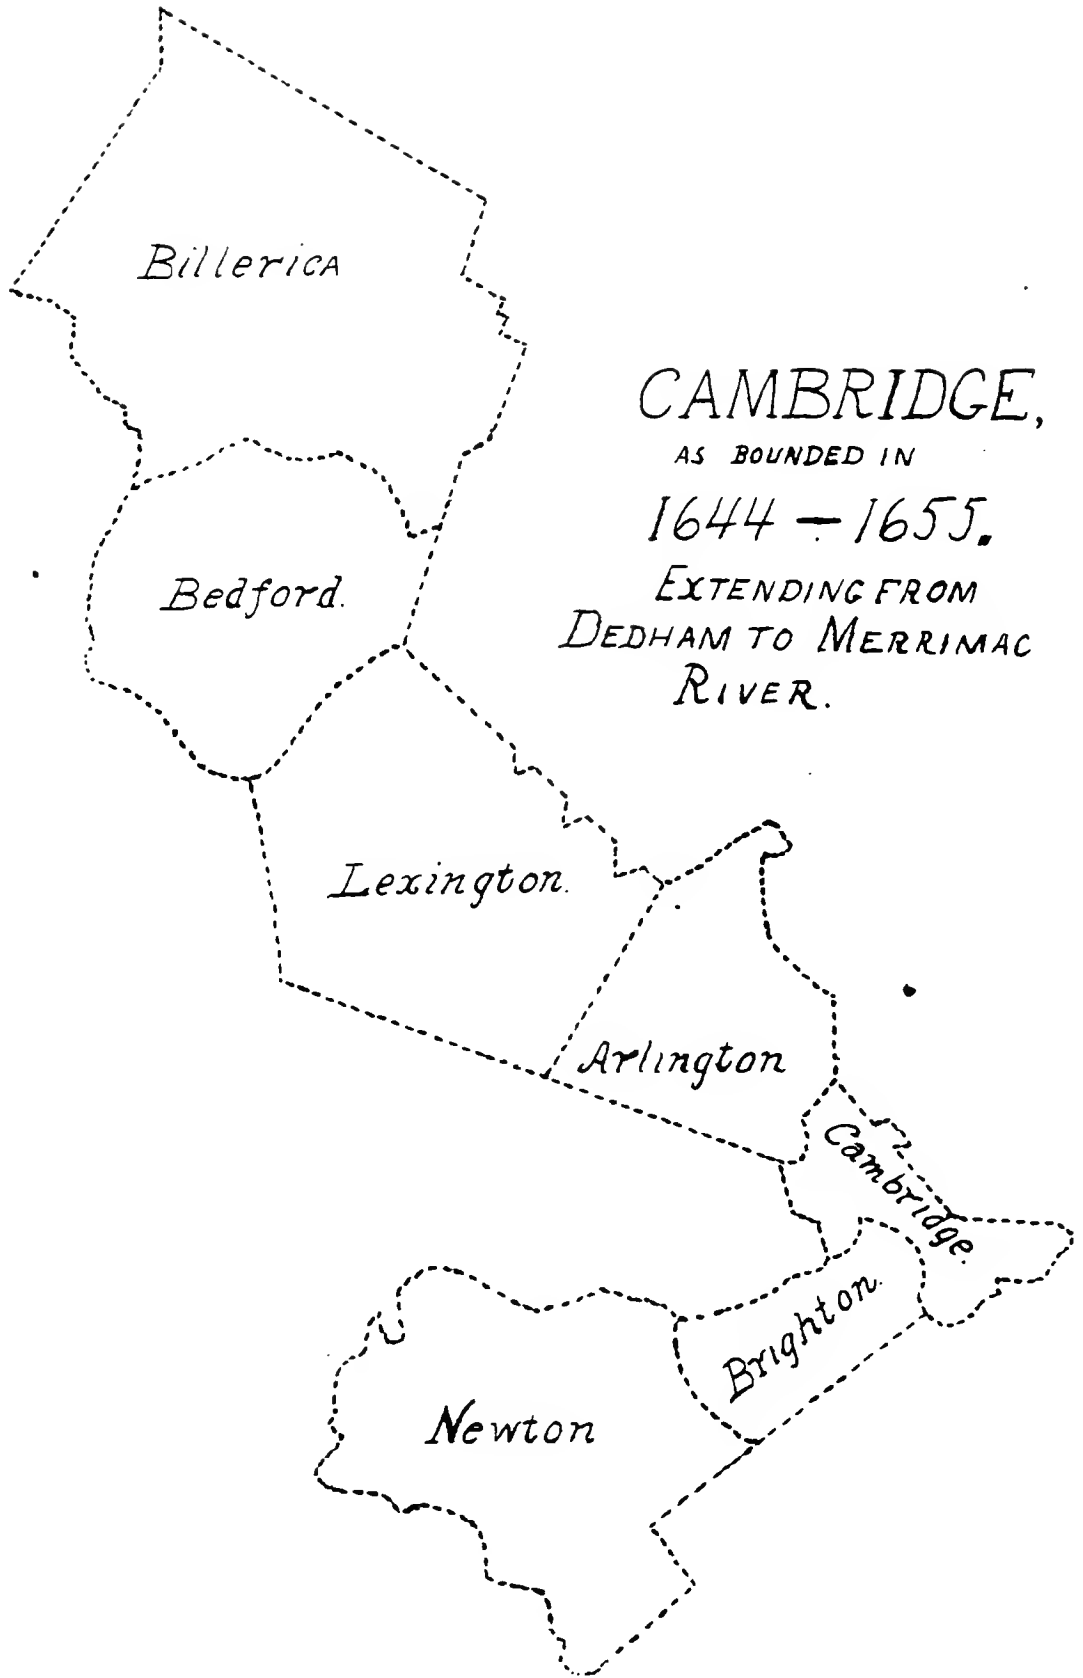 Billerica
CAMBRIDGE,
AS BOUNDED IN
1644 – 1655.
EXTENDING FROM
DEDHAM TO MERRIMAC
RIVER.
Bedford.
Lexington.
Arlington
Cambridge.
Brighton.
Newton